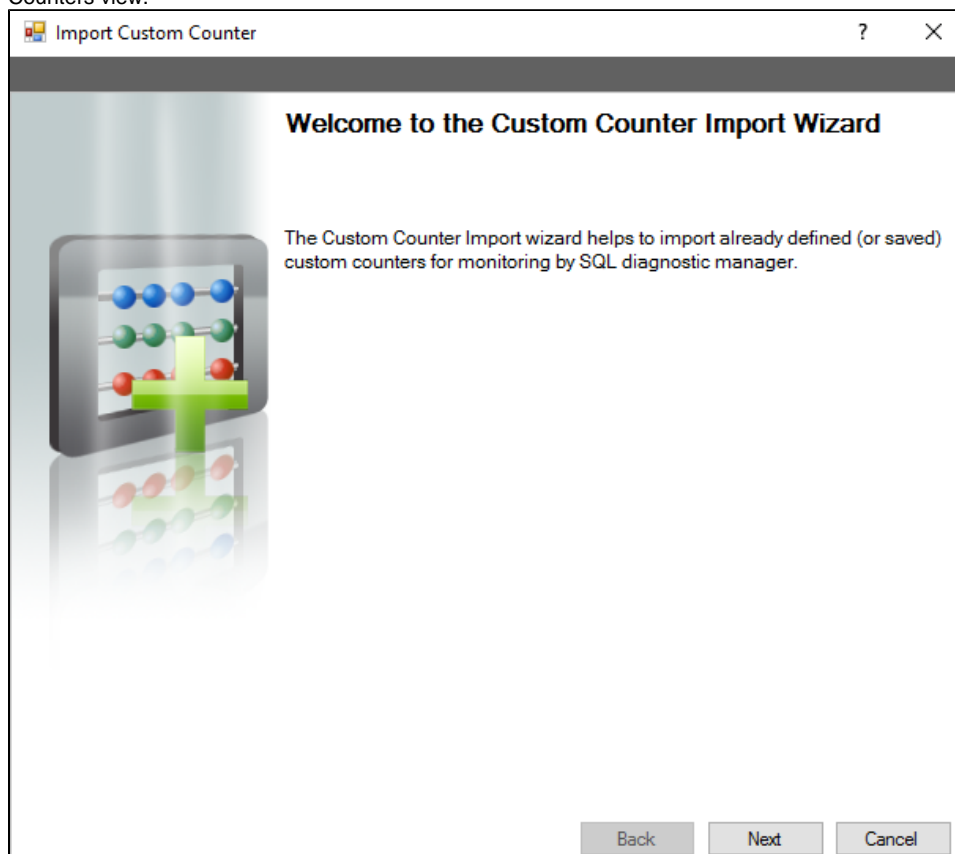 Counters view.
Import Custom Counter
?
Welcome to the Custom Counter Import Wizard
The Custom Counter Import wizard helps to import already defined (or saved)
custom counters for monitoring by SQL diagnostic manager.
Back Next Cancel